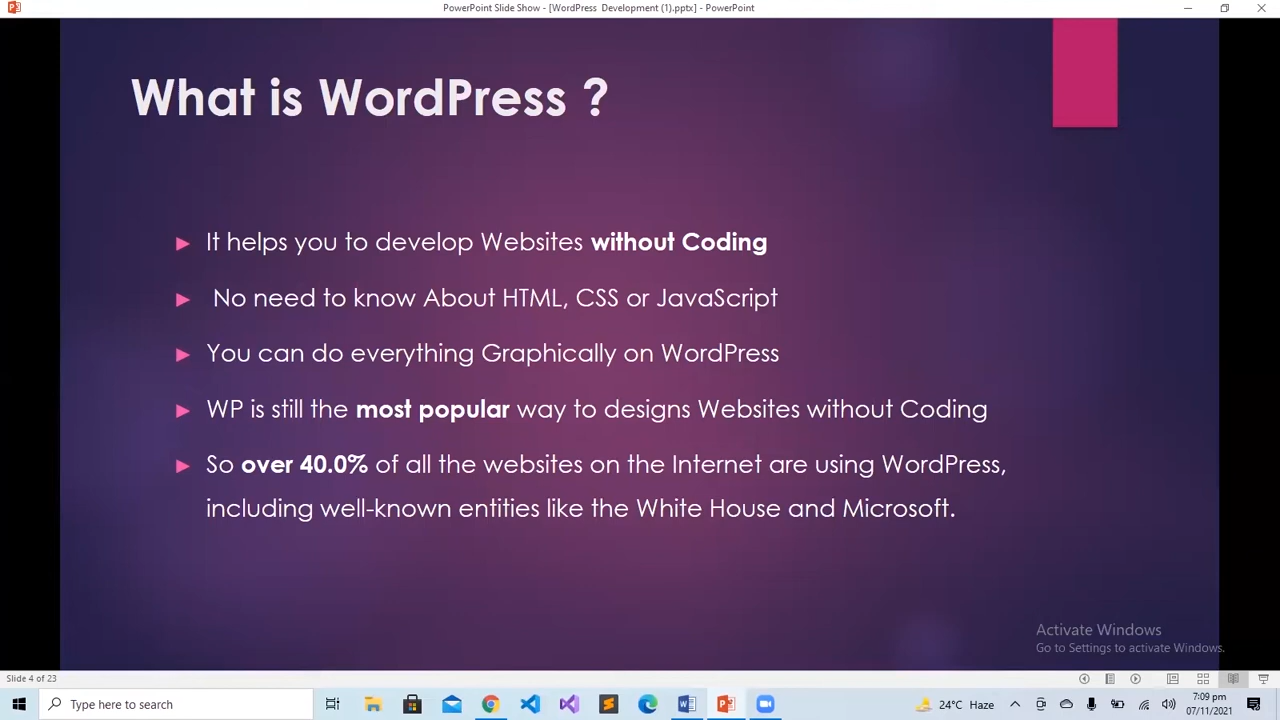 PowerPoint Slide Show - [WordPress  Development (1).pptx] - PowerPoint
What is WordPress ?
It helps you to develop Websites without Coding
No need to know About HTML, CSS or JavaScript
You can do everything Graphically on WordPress
WP is still the most popular way to designs Websites without Coding
So over 40.0% of all the websites on the Internet are using WordPress,
including well-known entities like the White House and Microsoft.
Activate Windows
Go to Settings to activate Windows.
Slide 4 of 23
Type here to search
24°C Haze
7:09 pm
07/11/2021